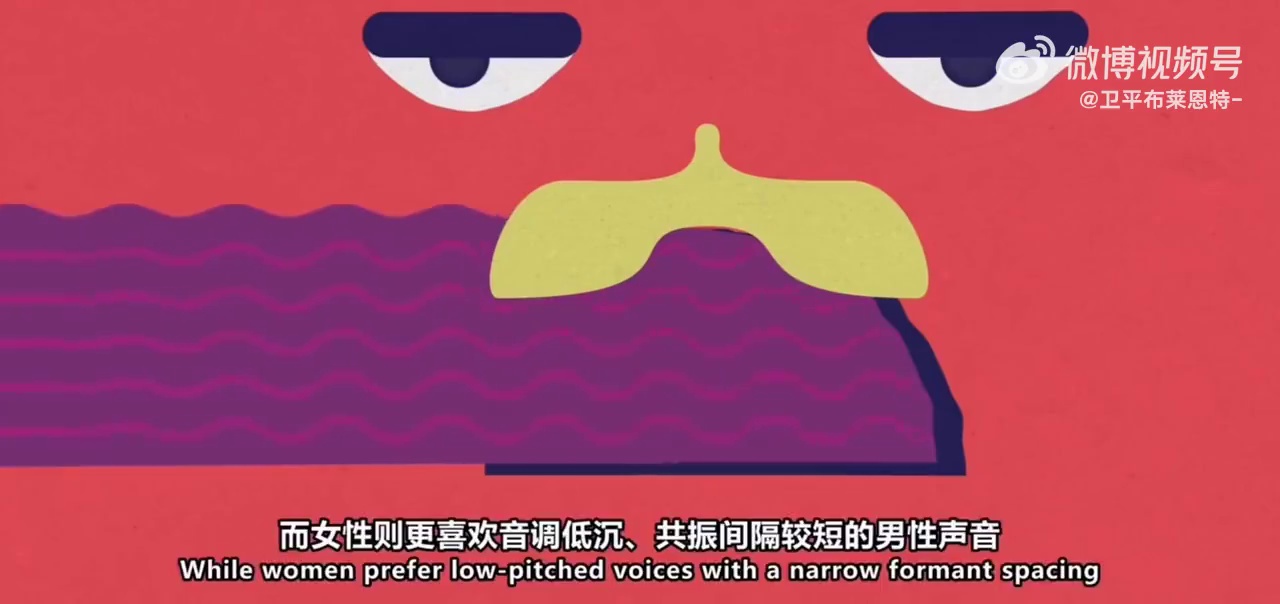 微博视频号
@卫平布莱恩特-
而女性则更喜欢音调低沉、共振间隔较短的男性声音
While women prefer low-pitched voices with a narrow formant spacing